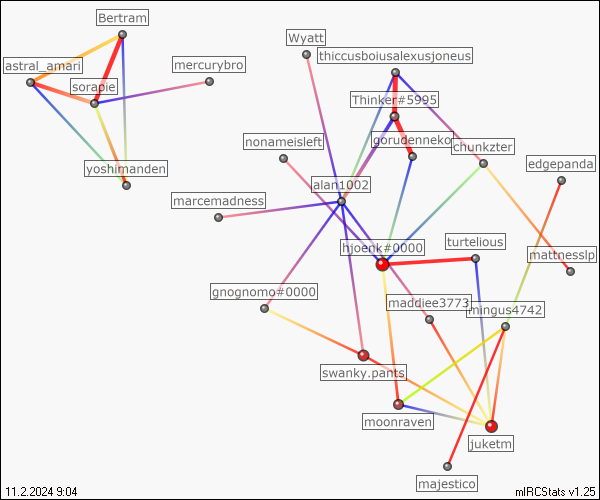 Bertram
Wyatt
thiccusboiusalexusjoneus
astral_amari
mercurybro
sorapie
Thinker#5995
nonameisleft
gorudenneko
chunkzter
edgepanda
yoshimanden
alan1002
marcemadness
hjoenk#0000
turtelious
mattnesslp
gnognomo#0000
maddiee3773
mingus4742
swanky.pants
moonraven
juketm
majestico
11.2.2024 9:04
mIRCStats v1.25